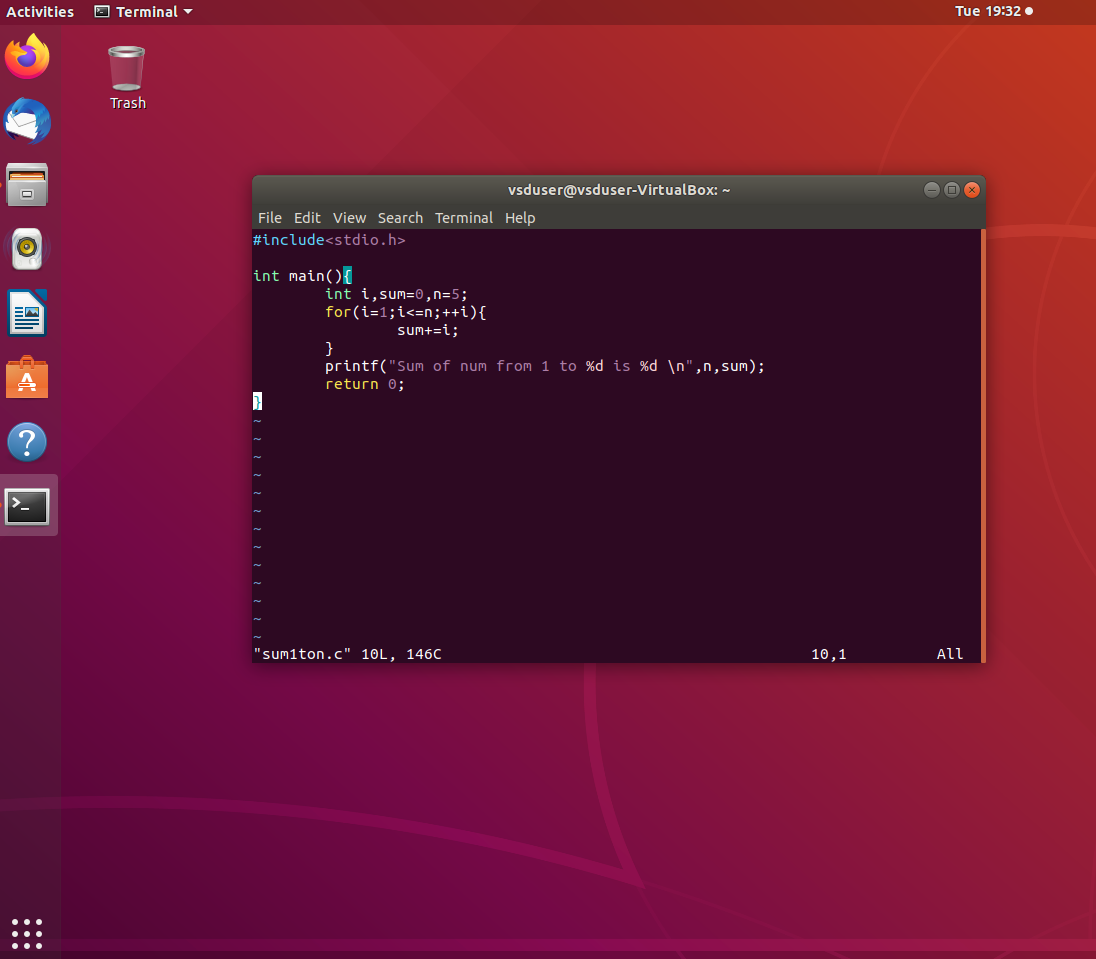 Activities Terminal Tue 19:32
Trash
vsduser@vsduser-VirtualBox: ~
File Edit View Search Terminal Help
#include<stdio.h>
int main(){
        int i,sum=0,n=5;
        for(i=1;i<=n;++i){
                sum+=i;
        }
        printf("Sum of num from 1 to %d is %d \n",n,sum);
        return 0;
}
~
~
~
~
~
~
~
~
~
~
~
~
~
"sum1ton.c" 10L, 146C 10,1 All